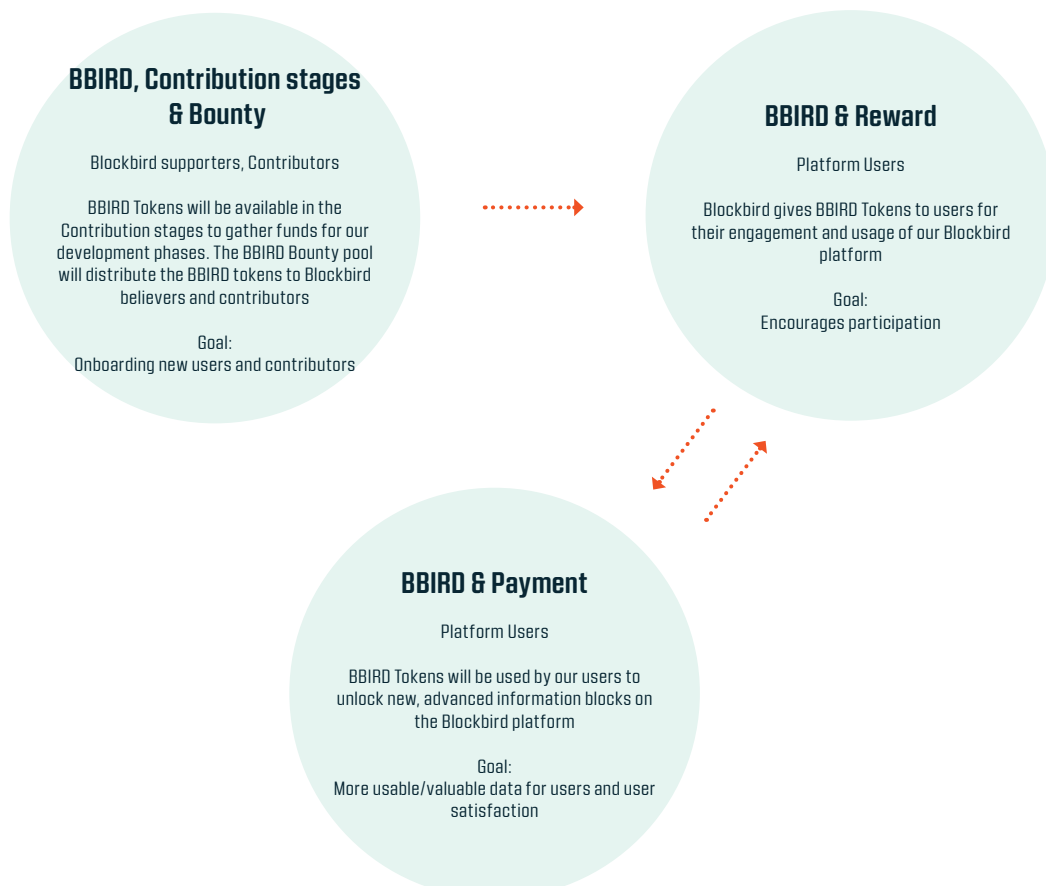 BBIRD, Contribution stages
& Bounty
Blockbird supporters, Contributors
BBIRD Tokens will be available in the
Contribution stages to gather funds for our
development phases. The BBIRD Bounty pool
will distribute the BBIRD tokens to Blockbird
believers and contributors
Goal:
Onboarding new users and contributors
BBIRD & Reward
Platform Users
Blockbird gives BBIRD Tokens to users for
their engagement and usage of our Blockbird
platform
Goal:
Encourages participation
BBIRD & Payment
Platform Users
BBIRD Tokens will be used by our users to
unlock new, advanced information blocks on
the Blockbird platform
Goal:
More usable/valuable data for users and user
satisfaction